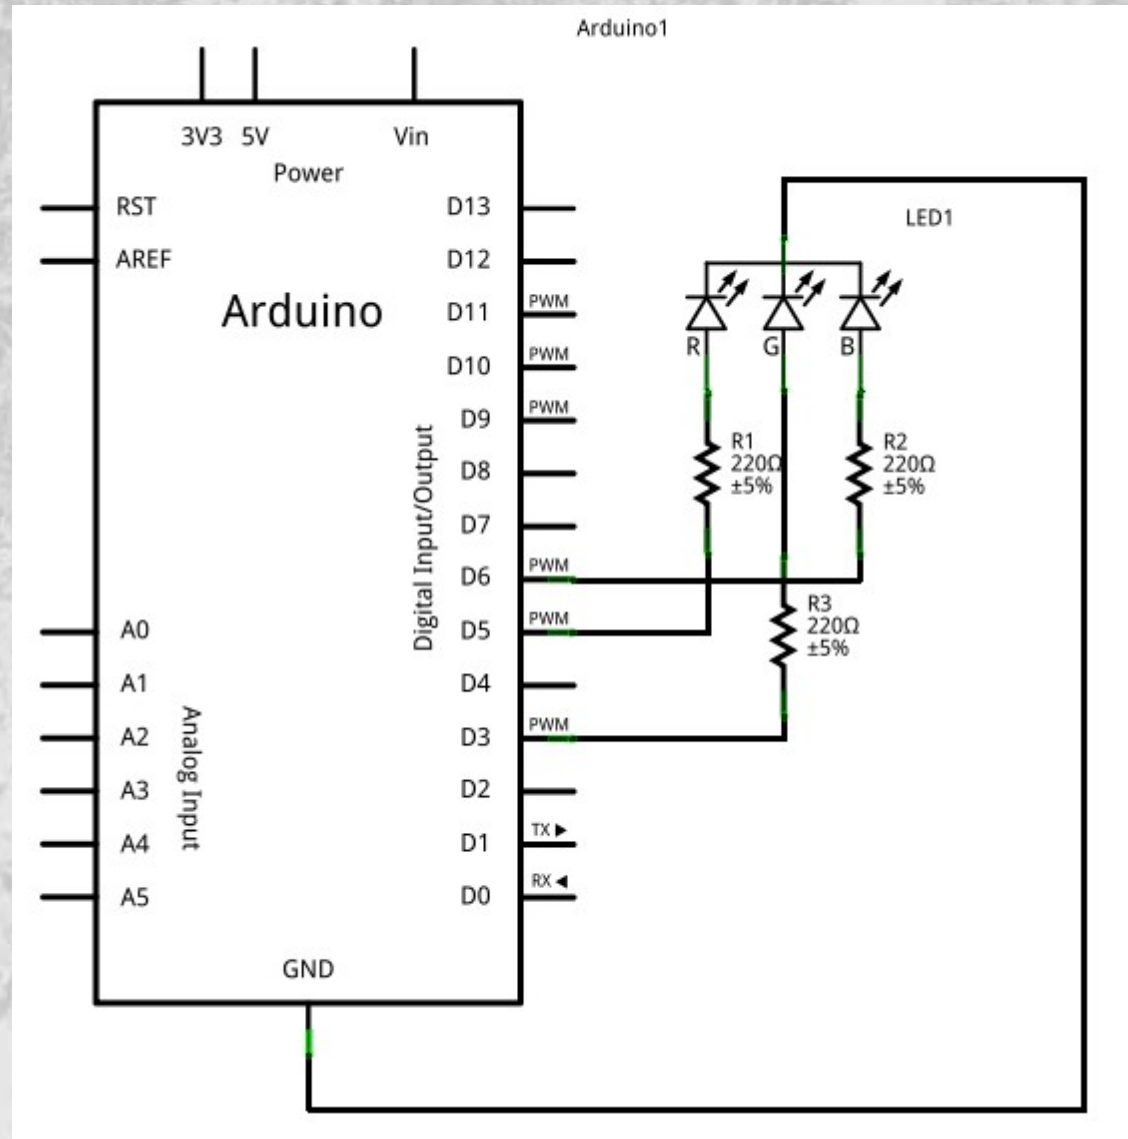 Arduino1
3V3 5V Vin
Power
RST
AREF
Arduino
D13
D12
D11 PWM
D10 PWM
D9 PWM
D8
D7
D6 PWM
D5 PWM
D4
D3 PWM
D2
D1 TX
D0 RX
Digital Input/Output
A0
A1
A2
A3
A4
A5
Analog Input
GND
LED1
R G B
R1
220Ω
±5%
R2
220Ω
±5%
R3
220Ω
±5%